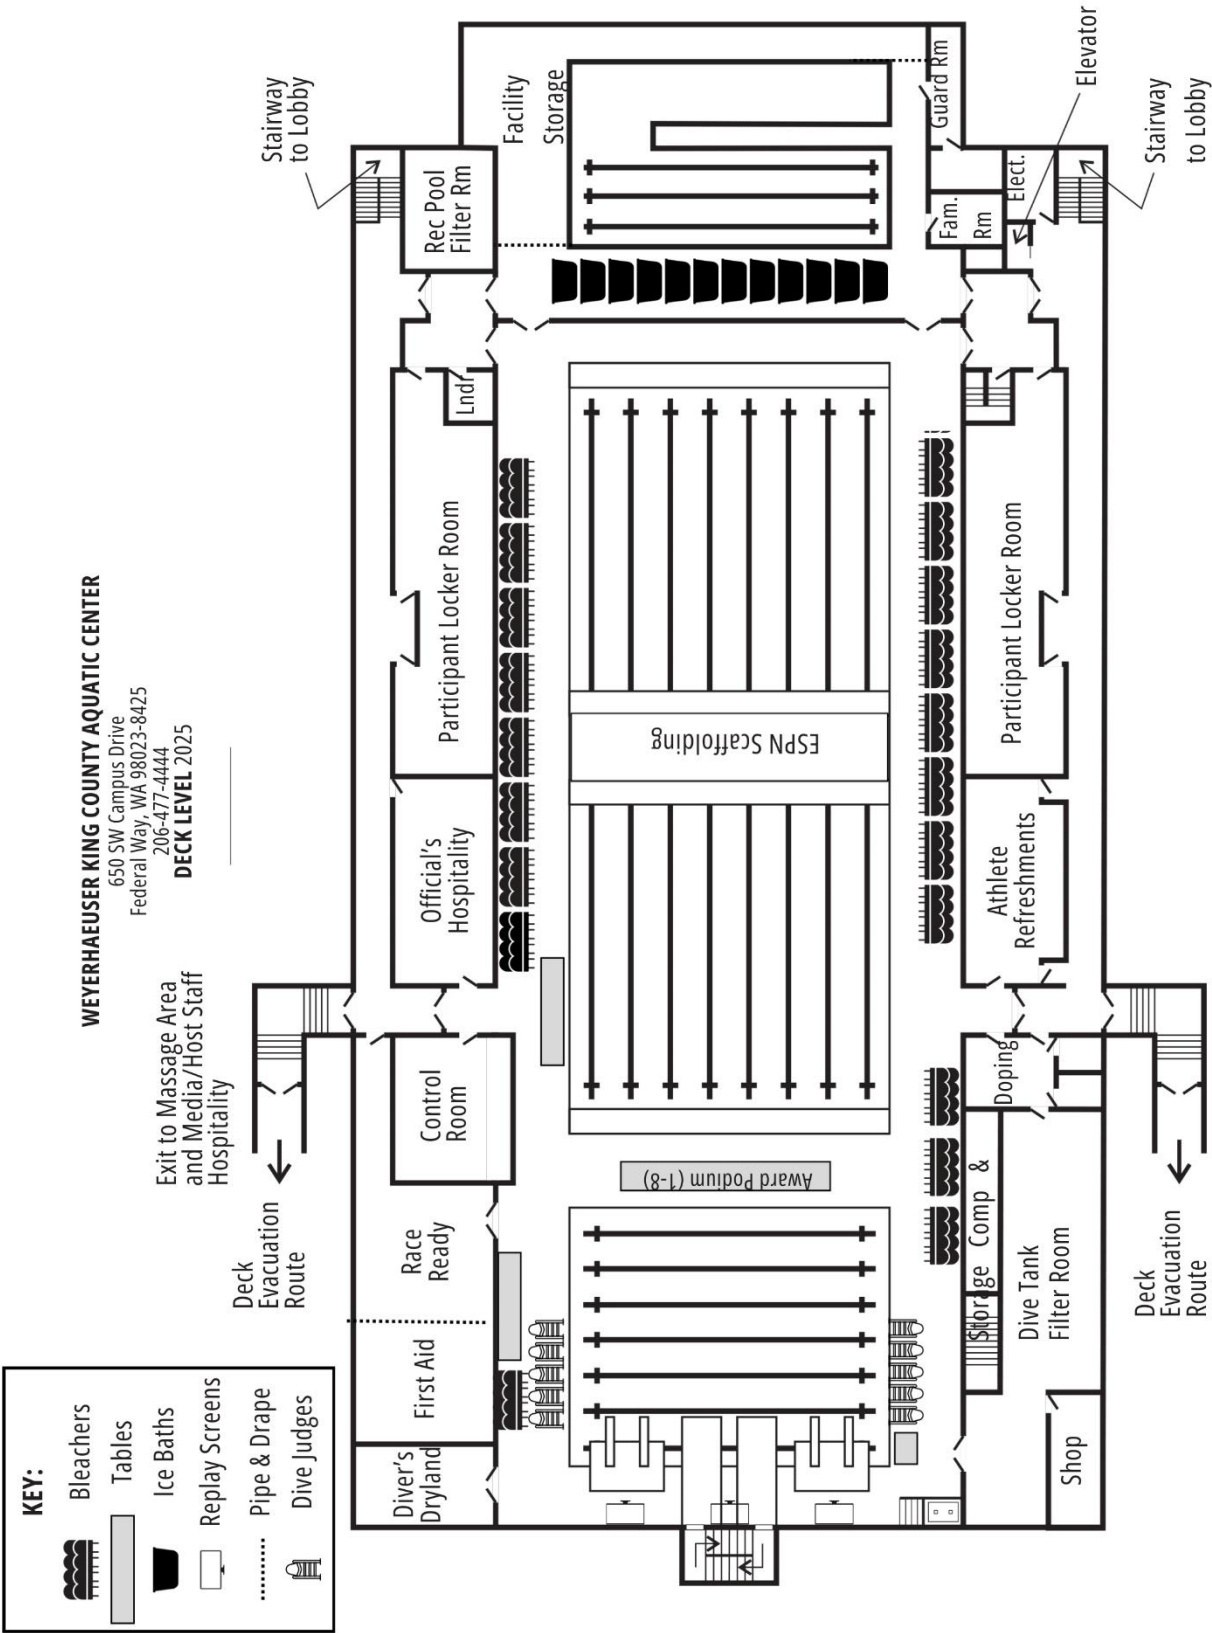 WEYERHAEUSER KING COUNTY AQUATIC CENTER
650 SW Campus Drive
Federal Way, WA 98023-8425
206-477-4444
DECK LEVEL 2025
KEY:
Bleachers
Tables
Ice Baths
Replay Screens
Pipe & Drape
Dive Judges
Deck
Evacuation
Route
Exit to Massage Area
and Media/Host Staff
Hospitality
Stairway
to Lobby
Diver's
Dryland
First Aid
Race
Ready
Control
Room
Official's
Hospitality
Participant Locker Room
Lndr
Rec Pool
Filter Rm
Facility
Storage
Award Podium (1-8)
ESPN Scaffolding
Guard Rm
Fam.
Rm
Elect.
Elevator
Stairway
to Lobby
Shop
Storage Comp &
Dive Tank
Filter Room
Doping
Athlete
Refreshments
Participant Locker Room
Deck
Evacuation
Route